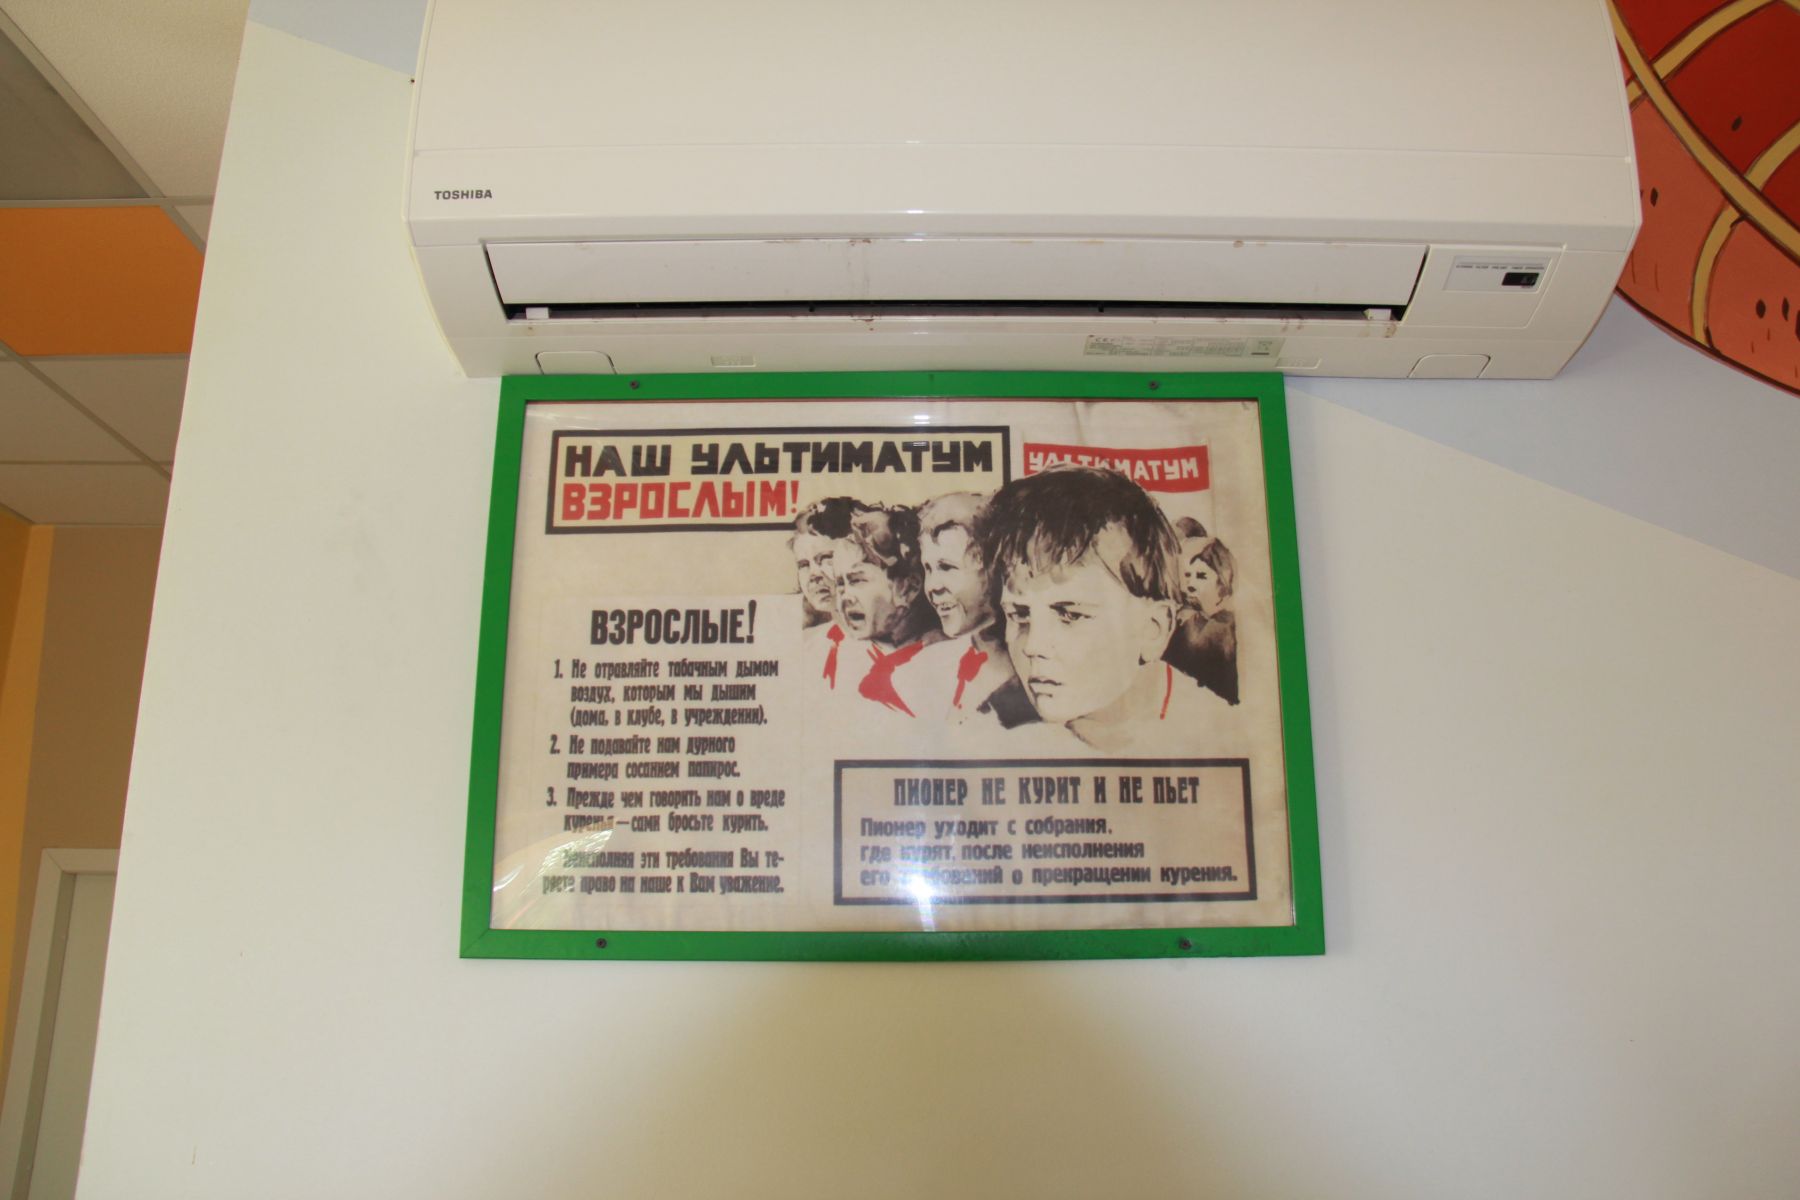 TOSHIBA
НАШ УЛЬТИМАТУМ
ВЗРОСЛЫМ!
УЛЬТИМАТУМ
ВЗРОСЛЫЕ!
1. Не отравляйте табачным дымом
воздух, которым мы дышим
(дома, в клубе, в учреждении).
2. Не подавайте нам дурного
примера сосанием папирос.
3. Прежде чем говорить нам о вреде
куренья—сами бросьте курить.
Неисполняя эти требования Вы те-
ряете право на наше к Вам уважение.
ПИОНЕР НЕ КУРИТ И НЕ ПЬЕТ
Пионер уходит с собрания.
где курят, после неисполнения
его требований о прекращении курения.